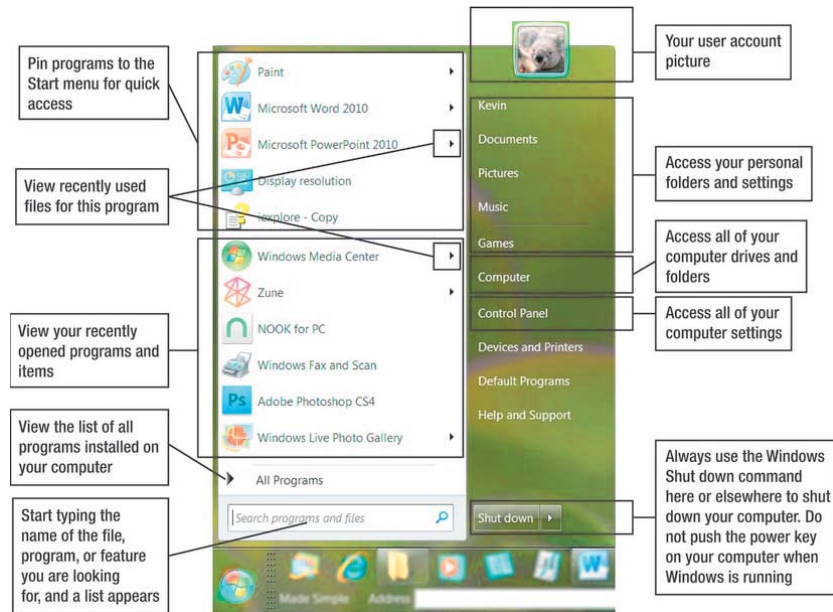 Pin programs to the
Start menu for quick
access
View recently used
files for this program
View your recently
opened programs and
items
View the list of all
programs installed on
your computer
Start typing the
name of the file,
program, or feature
you are looking
for, and a list appears
Paint
Microsoft Word 2010
Microsoft PowerPoint 2010
Display resolution
iexplore - Copy
Windows Media Center
Zune
NOOK for PC
Windows Fax and Scan
Ps
Adobe Photoshop CS4
Windows Live Photo Gallery
All Programs
Search programs and files
Kevin
Documents
Pictures
Music
Games
Computer
Control Panel
Devices and Printers
Default Programs
Help and Support
Shut down
Made Simple
Address
Your user account
picture
Access your personal
folders and settings
Access all of your
computer drives and
folders
Access all of your
computer settings
Always use the Windows
Shut down command
here or elsewhere to shut
down your computer. Do
not push the power key
on your computer when
Windows is running